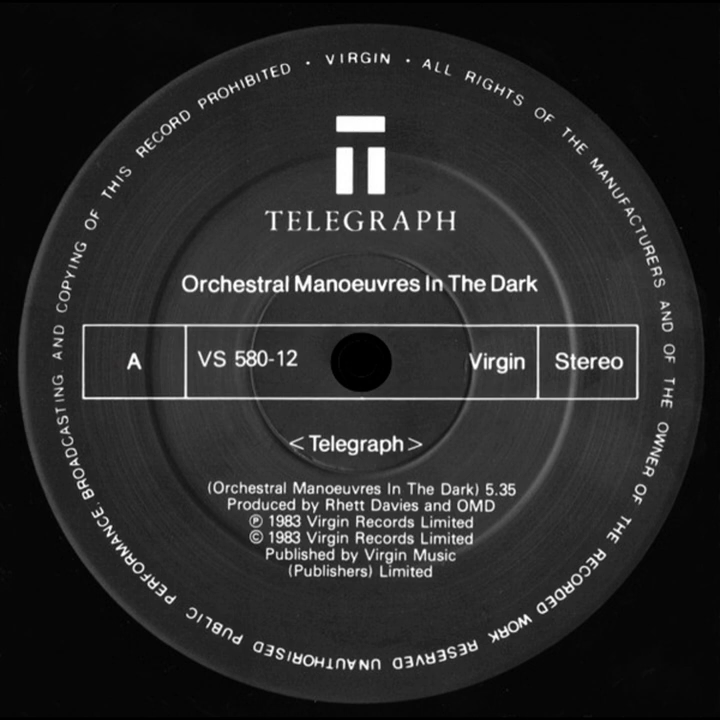 TELEGRAPH
Orchestral Manoeuvres In The Dark
A
VS 580-12
Virgin
Stereo
<Telegraph>
(Orchestral Manoeuvres In The Dark) 5.35
Produced by Rhett Davies and OMD
Ⓟ 1983 Virgin Records Limited
© 1983 Virgin Records Limited
Published by Virgin Music
(Publishers) Limited
· VIRGIN · ALL RIGHTS OF THE MANUFACTURERS AND OF THE OWNER OF THE RECORDED WORK RESERVED UNAUTHORISED PUBLIC PERFORMANCE, BROADCASTING AND COPYING OF THIS RECORD PROHIBITED